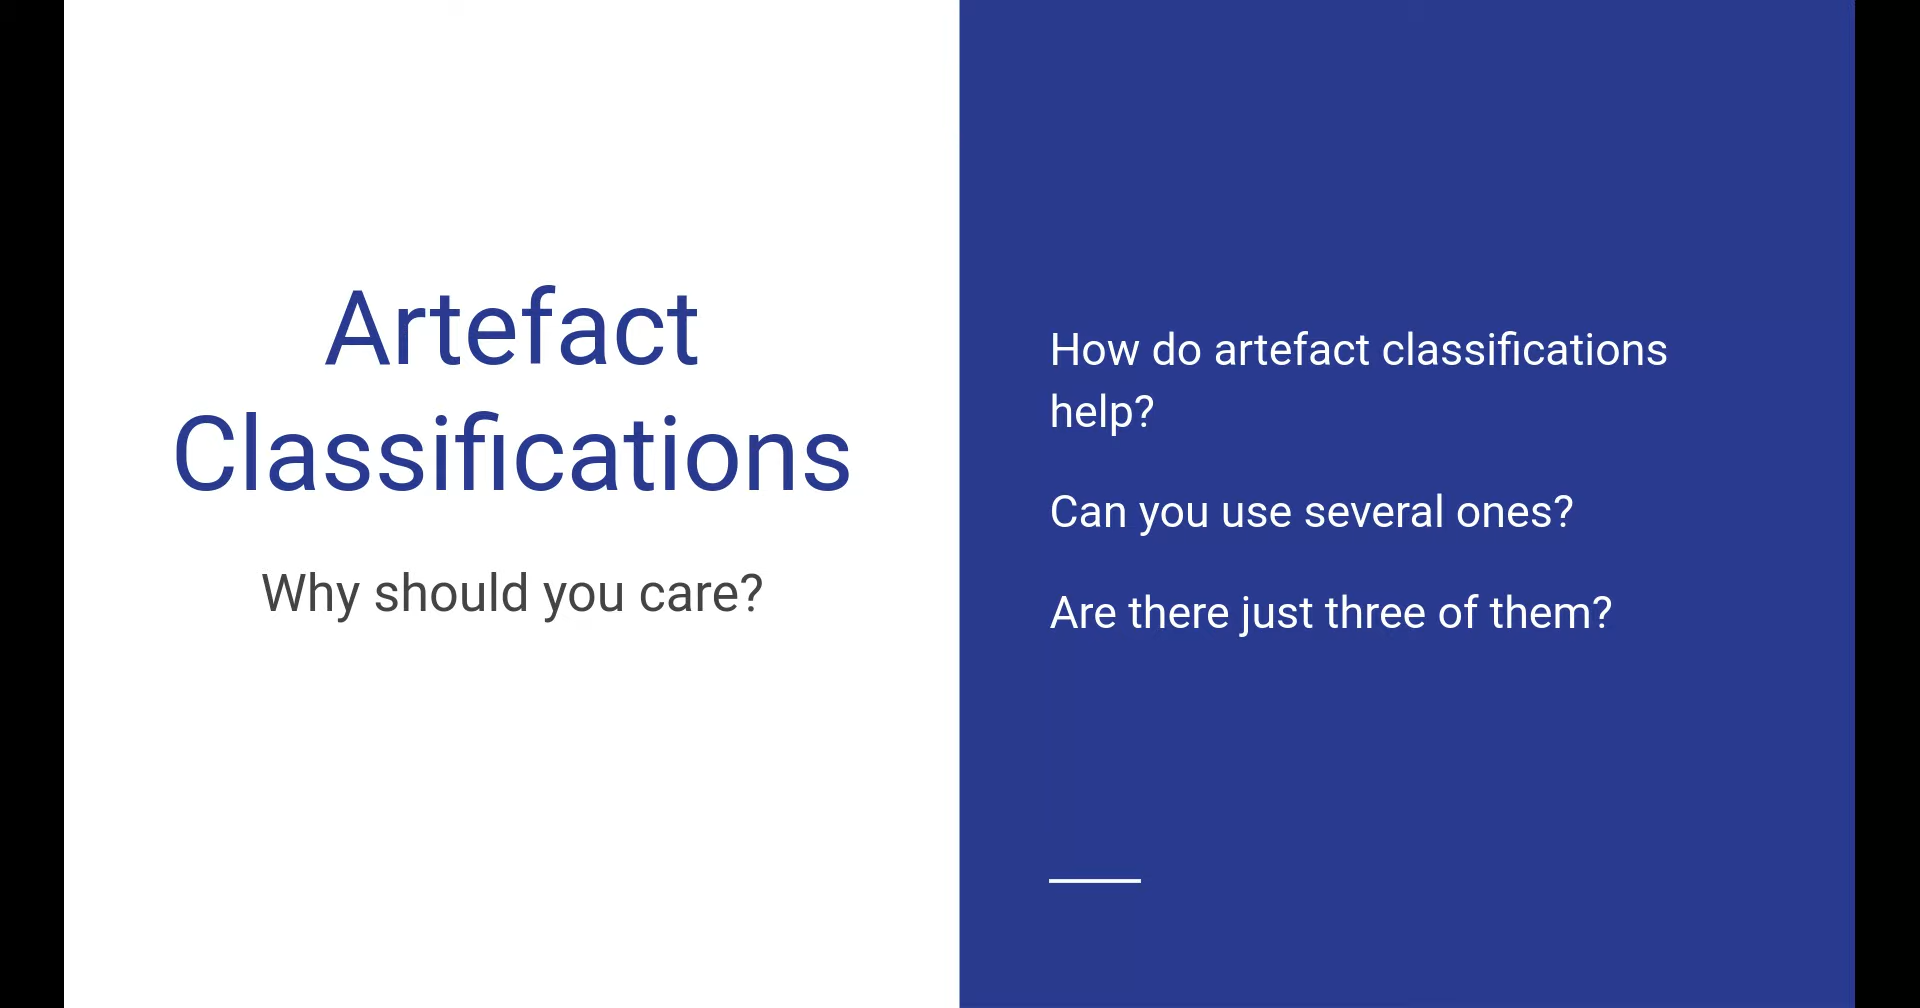 Artefact
Classifications
Why should you care?
How do artefact classifications
help?
Can you use several ones?
Are there just three of them?